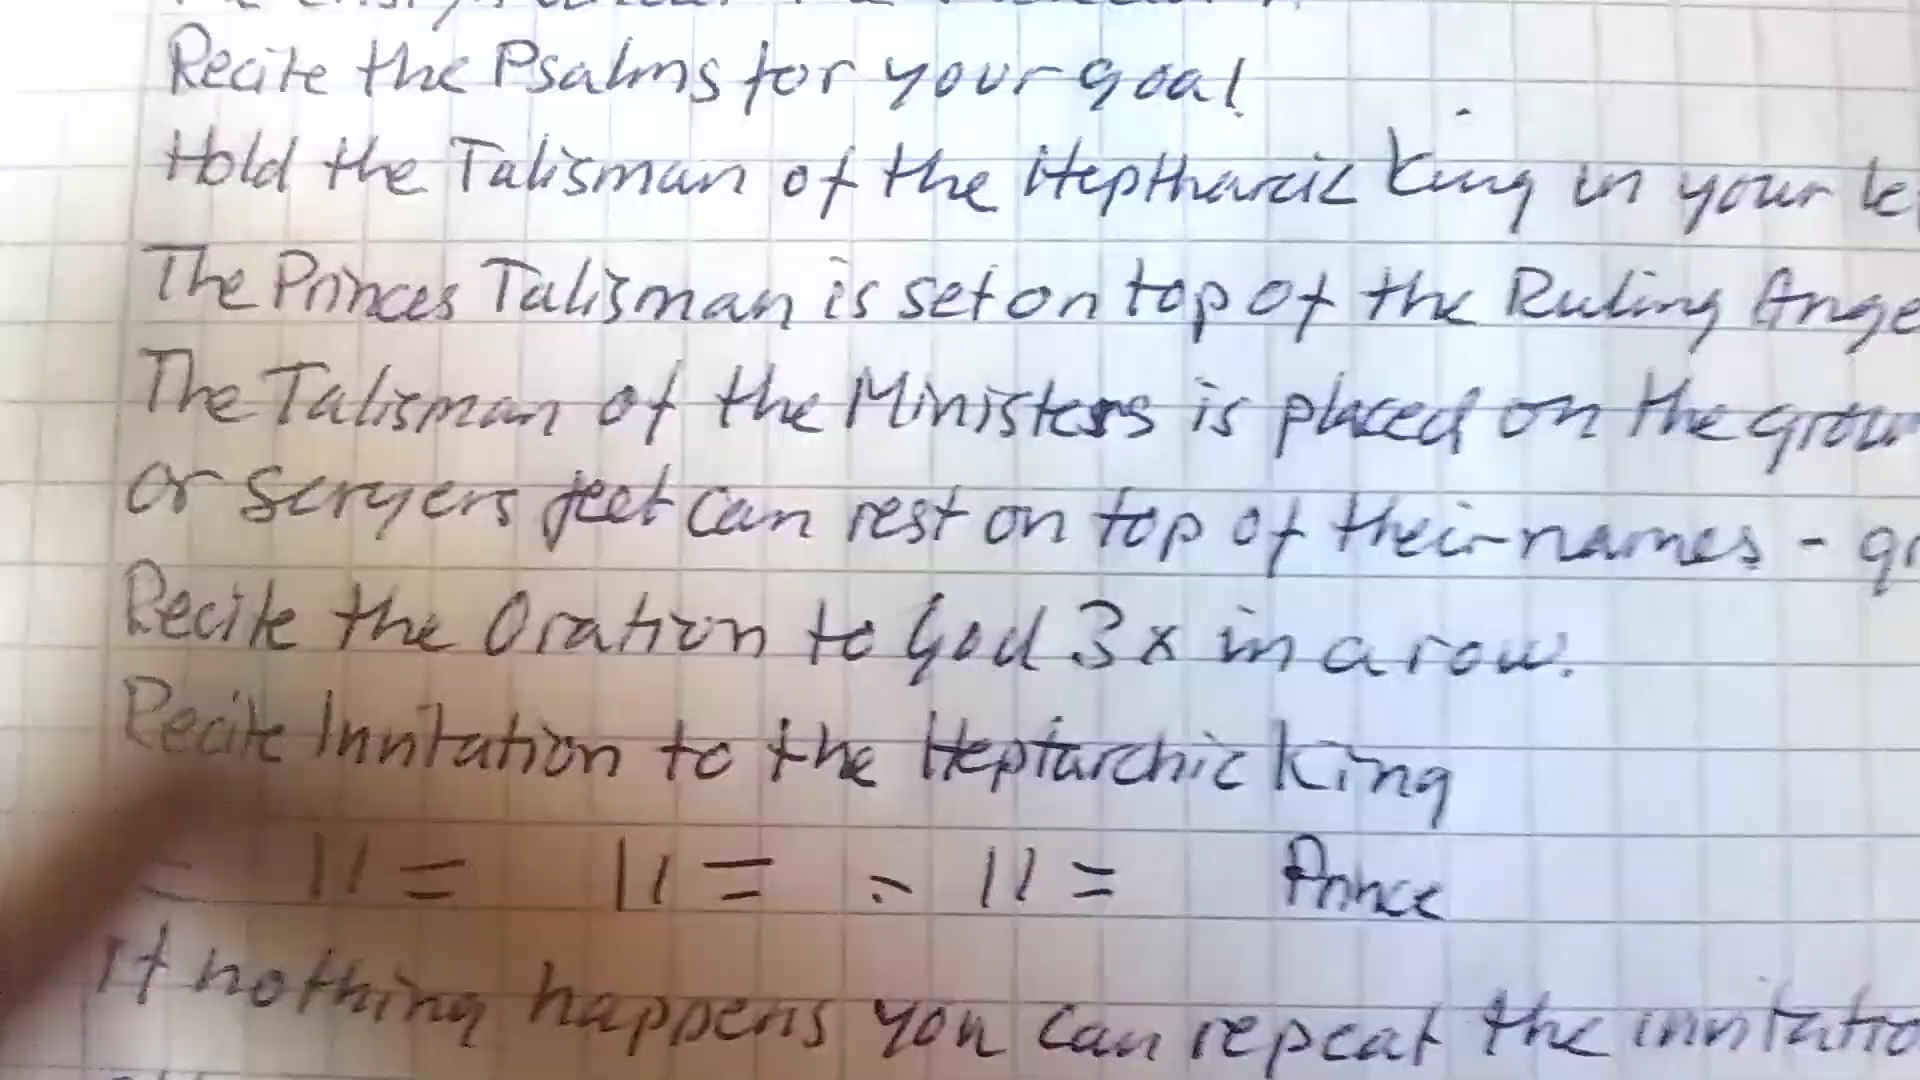 Recite the Psalms for your goal
Hold the Talisman of the Heptharcic King in your
The Princes Talisman is set on top of the Ruling Ange
The Talisman of the Ministers is placed on the grou
or scryers feet can rest on top of their names -
Recite the Oration to God 3x in a row.
Recite Invitation to the Heptarchic King
- 11 = 11 = - 11 = Prince
If nothing happens you can repeat the invitatio